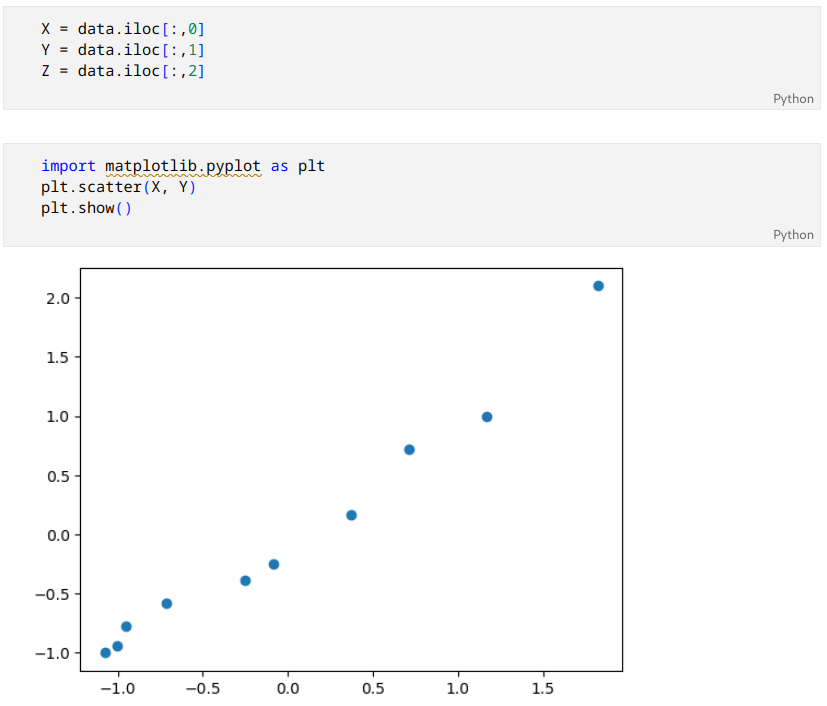 X = data.iloc[:,0]
Y = data.iloc[:,1]
Z = data.iloc[:,2]
Python
import matplotlib.pyplot as plt
plt.scatter(X, Y)
plt.show()
Python
2.0
1.5
1.0
0.5
0.0
−0.5
−1.0
−1.0 −0.5 0.0 0.5 1.0 1.5